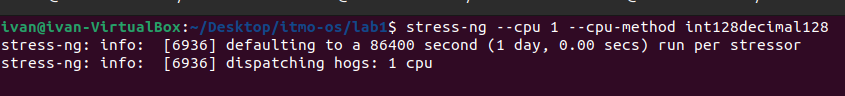 ivan@ivan-VirtualBox:~/Desktop/itmo-os/lab1$ stress-ng --cpu 1 --cpu-method int128decimal128
stress-ng: info:  [6936] defaulting to a 86400 second (1 day, 0.00 secs) run per stressor
stress-ng: info:  [6936] dispatching hogs: 1 cpu